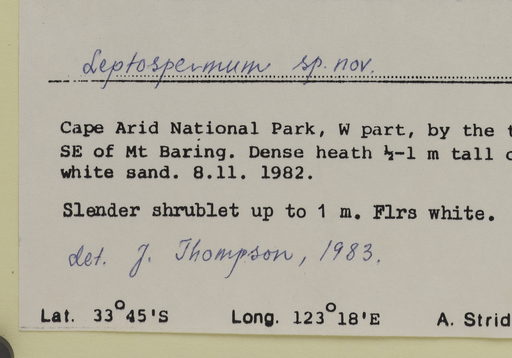 Leptospermum sp. nov.
Cape Arid National Park, W part, by the
SE of Mt Baring. Dense heath ½-1 m tall
white sand. 8.11. 1982.
Slender shrublet up to 1 m. Flrs white.
det. J. Thompson, 1983.
Lat. 33°45'S Long. 123°18'E A. Strid